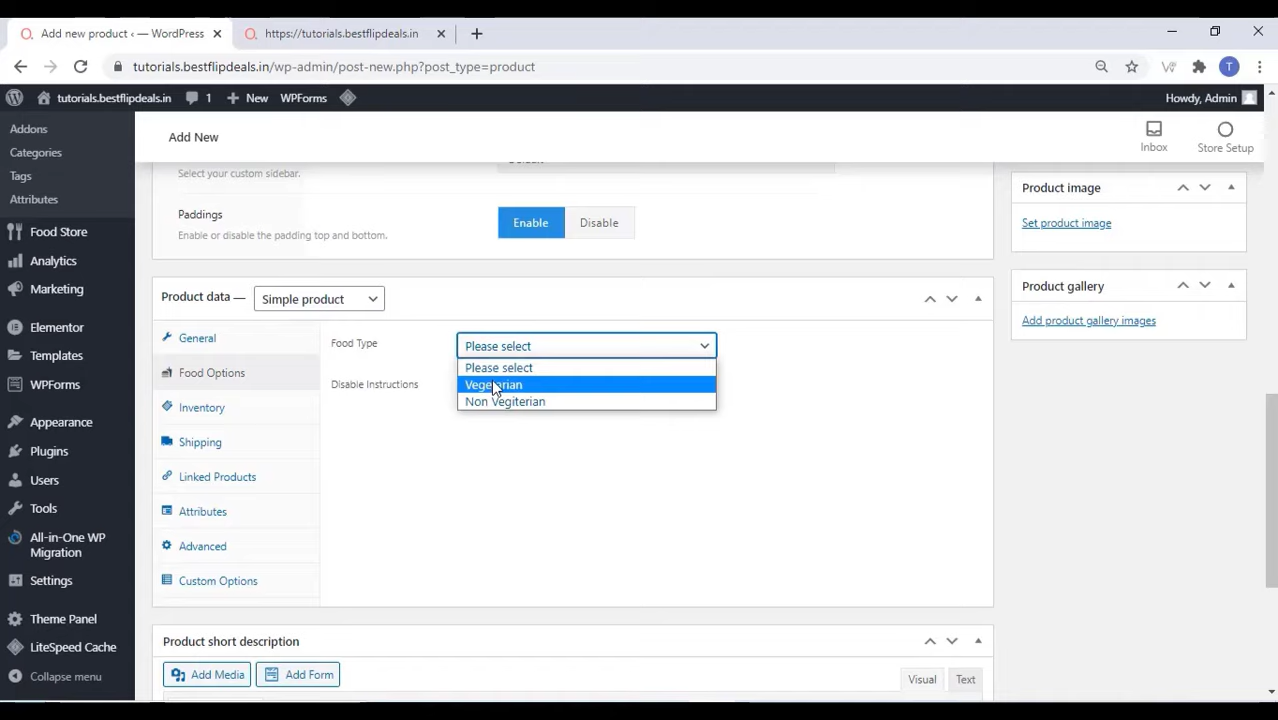 Add new product ‹ — WordPress
https://tutorials.bestflipdeals.in
tutorials.bestflipdeals.in/wp-admin/post-new.php?post_type=product
T
tutorials.bestflipdeals.in
1
New
WPForms
Howdy, Admin
Addons
Categories
Tags
Attributes
Food Store
Analytics
Marketing
Elementor
Templates
WPForms
Appearance
Plugins
Users
Tools
All-in-One WP
Migration
Settings
Theme Panel
LiteSpeed Cache
Collapse menu
Add New
Inbox
Store Setup
Select your custom sidebar.
Paddings
Enable or disable the padding top and bottom.
Enable
Disable
Product data —
Simple product
General
Food Options
Inventory
Shipping
Linked Products
Attributes
Advanced
Custom Options
Food Type
Please select
Please select
Vegeterian
Non Vegiterian
Disable Instructions
Product short description
Add Media
Add Form
Visual
Text
Product image
Set product image
Product gallery
Add product gallery images